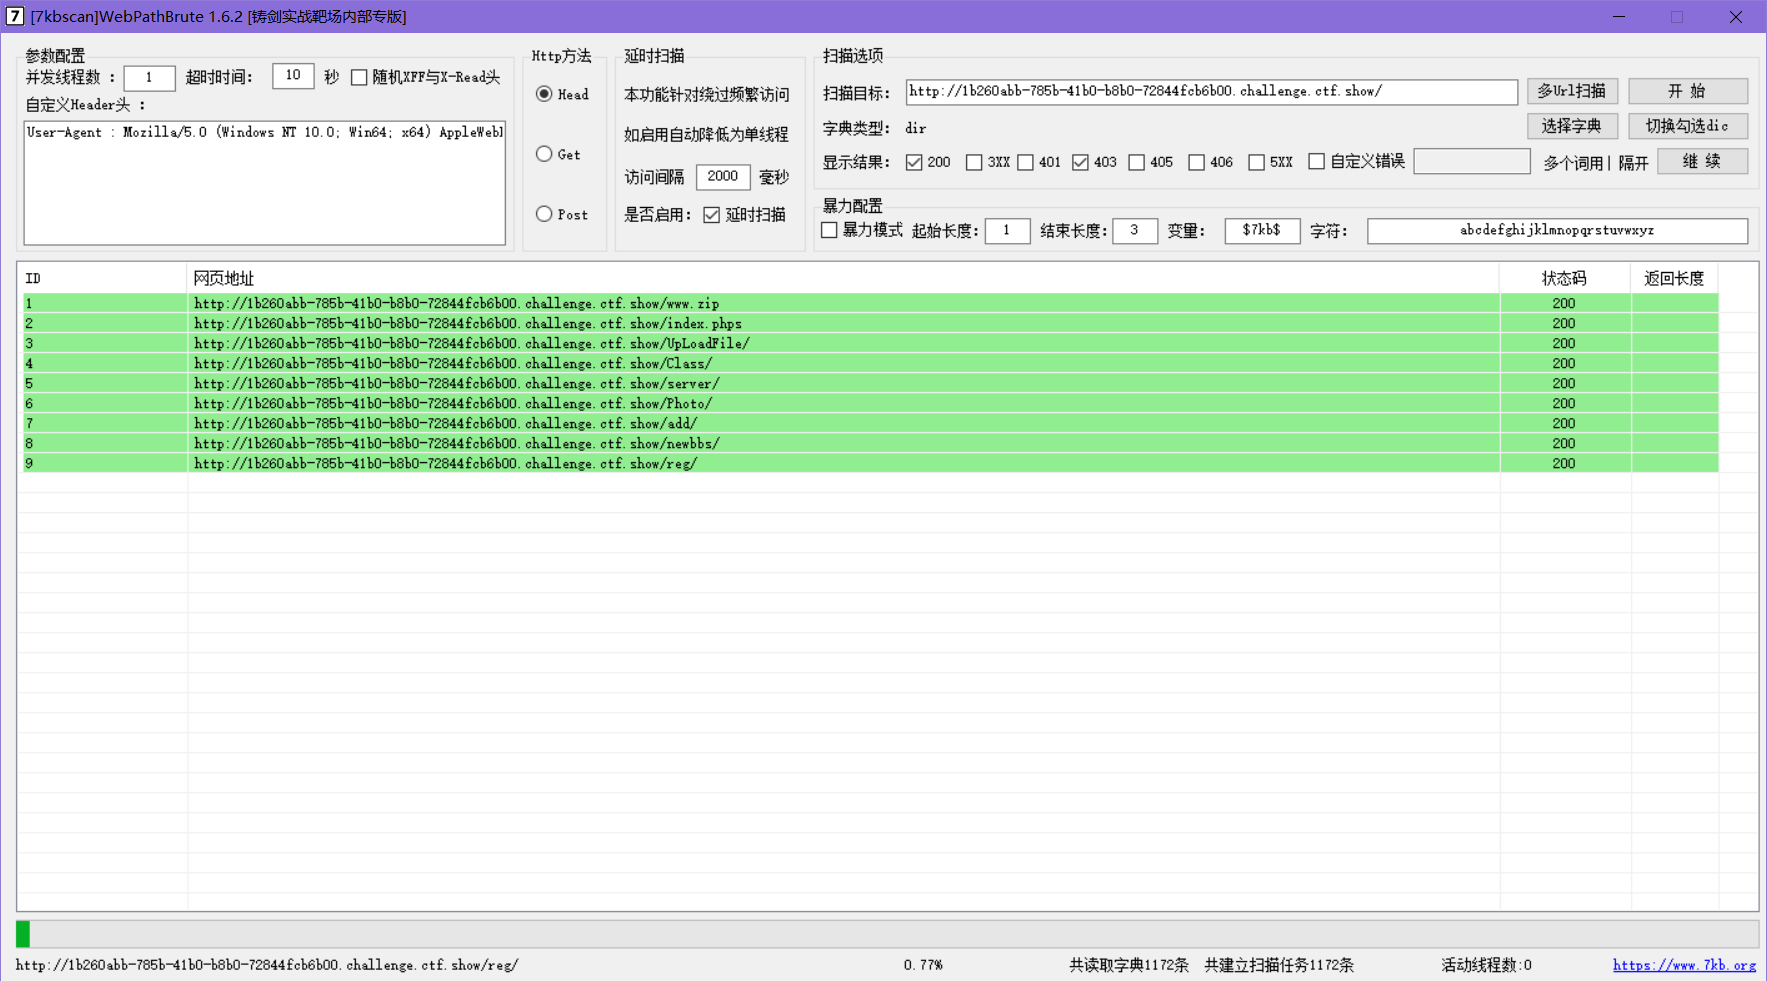 7 [7kbscan]WebPathBrute 1.6.2 [铸剑实战靶场内部专版]
参数配置
并发线程数 : 1 超时时间: 10 秒 随机XFF与X-Read头
自定义Header头 :
User-Agent : Mozilla/5.0 (Windows NT 10.0; Win64; x64) AppleWebl
Http方法
Head
Get
Post
延时扫描
本功能针对绕过频繁访问
如启用自动降低为单线程
访问间隔 2000 毫秒
是否启用: 延时扫描
扫描选项
扫描目标: http://1b260abb-785b-41b0-b8b0-72844fcb6b00.challenge.ctf.show/ 多Url扫描 开 始
字典类型: dir 选择字典 切换勾选dic
显示结果: 200 3XX 401 403 405 406 5XX 自定义错误 多个词用| 隔开 继 续
暴力配置
暴力模式 起始长度: 1 结束长度: 3 变量: $7kb$ 字符: abcdefghijklmnopqrstuvwxyz
ID 网页地址 状态码 返回长度
1 http://1b260abb-785b-41b0-b8b0-72844fcb6b00.challenge.ctf.show/www.zip 200
2 http://1b260abb-785b-41b0-b8b0-72844fcb6b00.challenge.ctf.show/index.phps 200
3 http://1b260abb-785b-41b0-b8b0-72844fcb6b00.challenge.ctf.show/UpLoadFile/ 200
4 http://1b260abb-785b-41b0-b8b0-72844fcb6b00.challenge.ctf.show/Class/ 200
5 http://1b260abb-785b-41b0-b8b0-72844fcb6b00.challenge.ctf.show/server/ 200
6 http://1b260abb-785b-41b0-b8b0-72844fcb6b00.challenge.ctf.show/Photo/ 200
7 http://1b260abb-785b-41b0-b8b0-72844fcb6b00.challenge.ctf.show/add/ 200
8 http://1b260abb-785b-41b0-b8b0-72844fcb6b00.challenge.ctf.show/newbbs/ 200
9 http://1b260abb-785b-41b0-b8b0-72844fcb6b00.challenge.ctf.show/reg/ 200
http://1b260abb-785b-41b0-b8b0-72844fcb6b00.challenge.ctf.show/reg/ 0.77% 共读取字典1172条 共建立扫描任务1172条 活动线程数:0 https://www.7kb.org